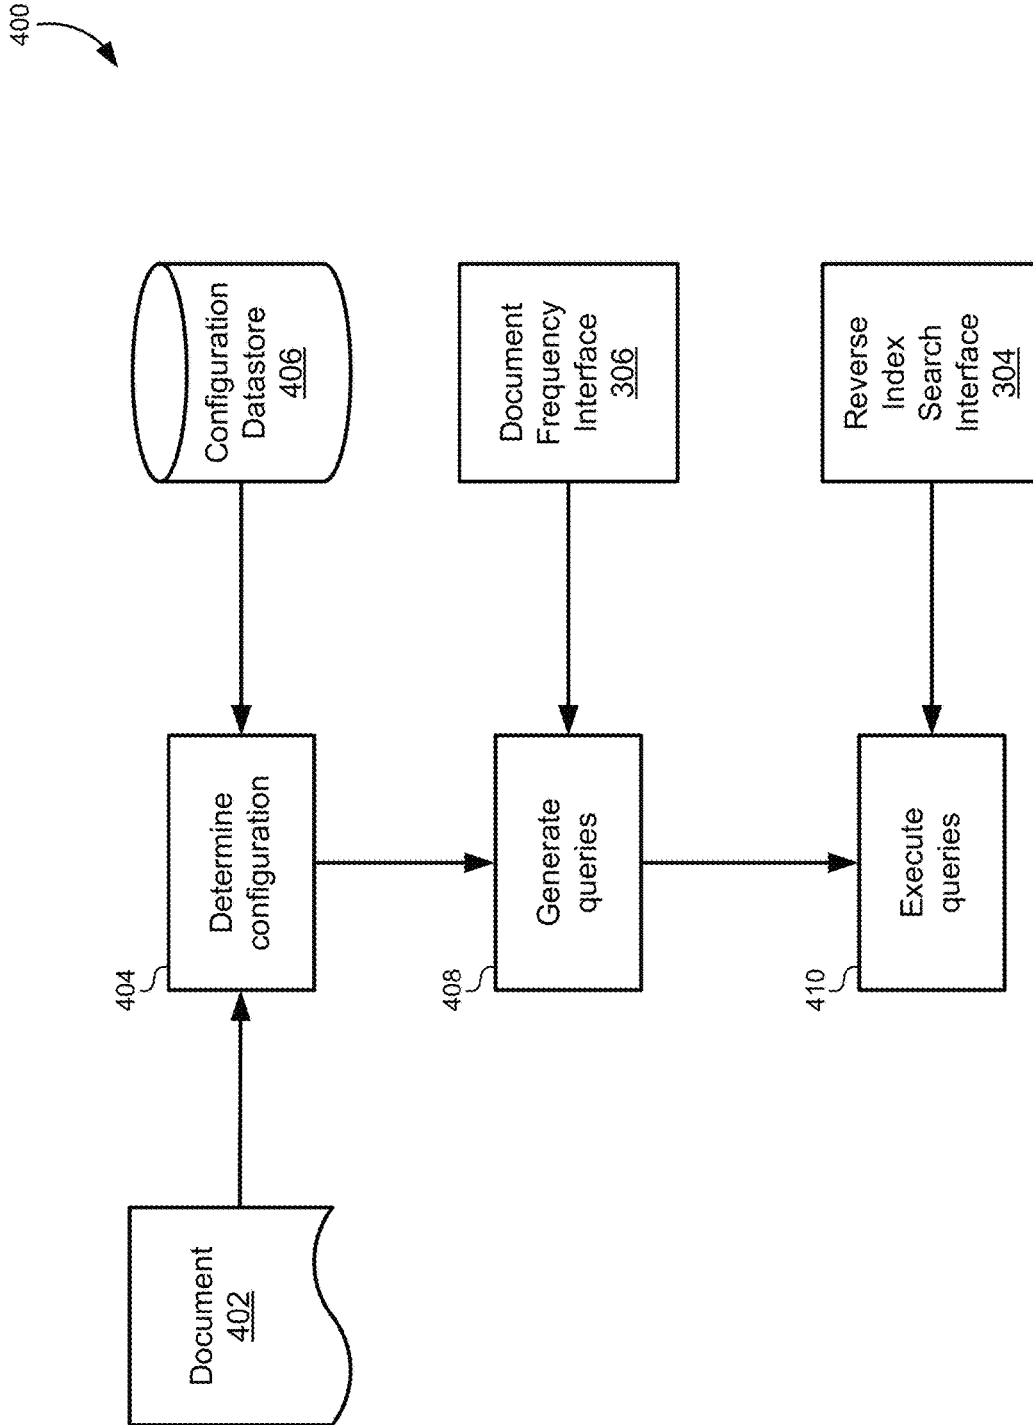 400
Document
402
404
Determine
configuration
Configuration
Datastore
406
408
Generate
queries
Document
Frequency
Interface
306
410
Execute
queries
Reverse
Index
Search
Interface
304